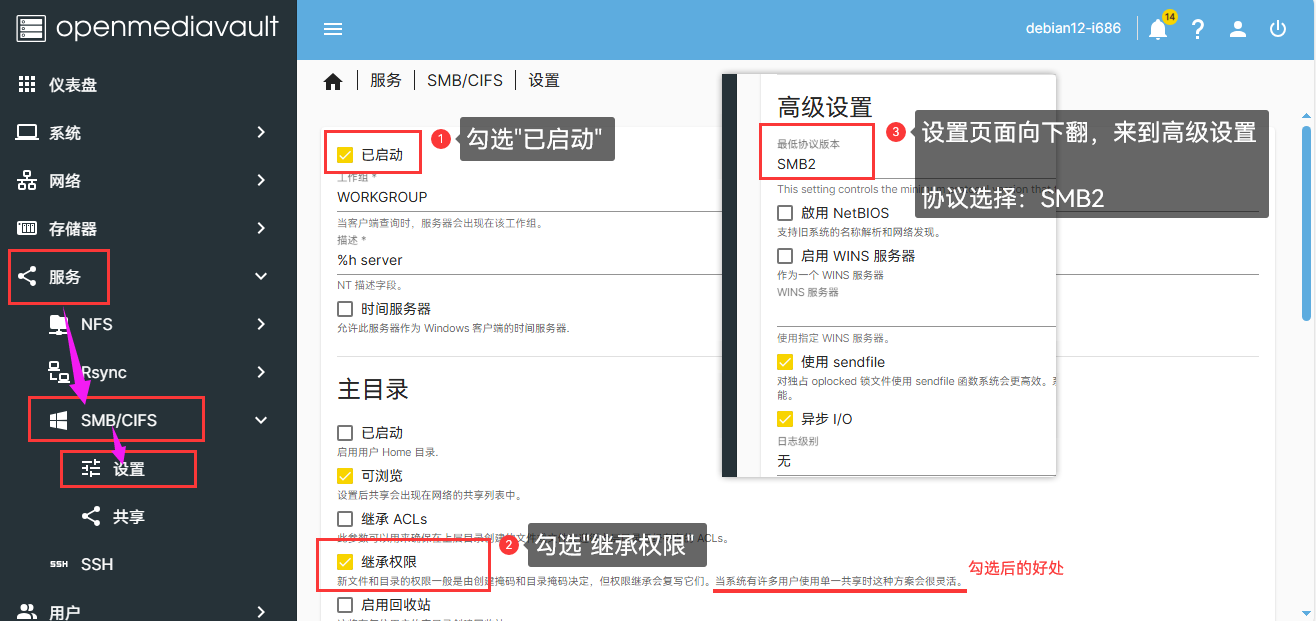 openmediavault
debian12-i686
14
仪表盘
系统
网络
存储器
服务
NFS
Rsync
SMB/CIFS
设置
共享
SSH
用户
服务
SMB/CIFS
设置
已启动
1
勾选"已启动"
工作组 *
WORKGROUP
当客户端查询时，服务器会出现在该工作组。
描述 *
%h server
NT 描述字段。
时间服务器
允许此服务器作为 Windows 客户端的时间服务器.
主目录
已启动
启用用户 Home 目录.
可浏览
设置后共享会出现在网络的共享列表中。
继承 ACLs
此参数可以用来确保在上层目录创建的文件
ACLs。
2
勾选"继承权限"
继承权限
新文件和目录的权限一般是由创建掩码和目录掩码决定，但权限继承会复写它们。当系统有许多用户使用单一共享时这种方案会很灵活。
勾选后的好处
启用回收站
高级设置
最低协议版本
SMB2
3
设置页面向下翻，来到高级设置
协议选择：SMB2
This setting controls the
啟用 NetBIOS
支持旧系统的名称解析和网络发现。
启用 WINS 服务器
作为一个 WINS 服务器
WINS 服务器
使用指定 WINS 服务器。
使用 sendfile
对独占 oplocked 锁文件使用 sendfile 函数系统会更高效。
能。
异步 I/O
日志级别
无